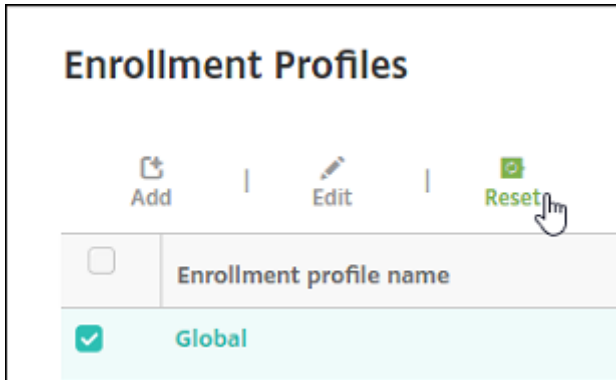 Enrollment Profiles
Add | Edit | Reset
Enrollment profile name
Global